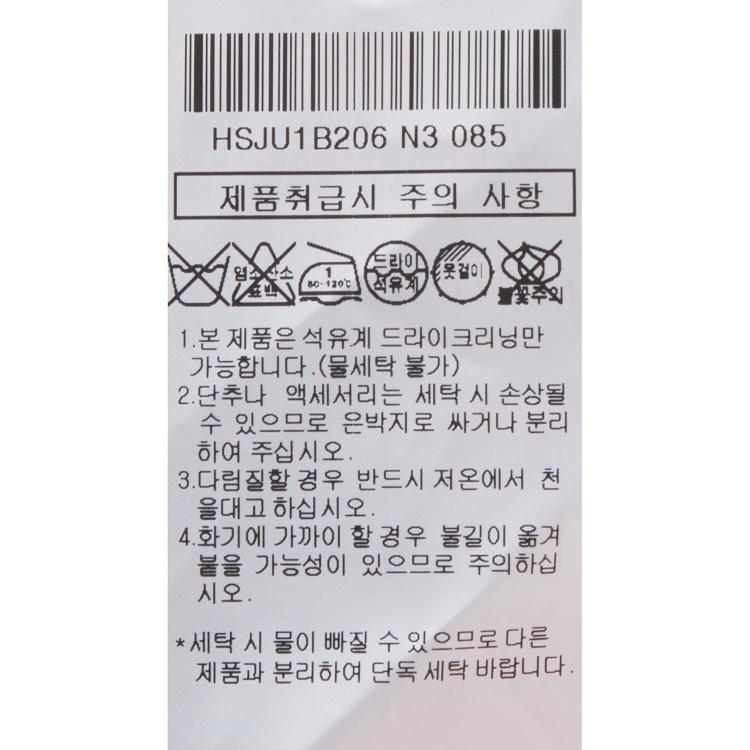 HSJU1B206 N3 085
제품취급시 주의 사항
염소산소 표백
1 80-120℃
드라이 석유계
옷걸이
불꽃주의
1.본 제품은 석유계 드라이크리닝만
가능합니다.(물세탁 불가)
2.단추나 액세서리는 세탁 시 손상될
수 있으므로 은박지로 싸거나 분리
하여 주십시오.
3.다림질할 경우 반드시 저온에서 천
을대고 하십시오.
4.화기에 가까이 할 경우 불길이 옮겨
붙을 가능성이 있으므로 주의하십
시오.
*세탁 시 물이 빠질 수 있으므로 다른
제품과 분리하여 단독 세탁 바랍니다.